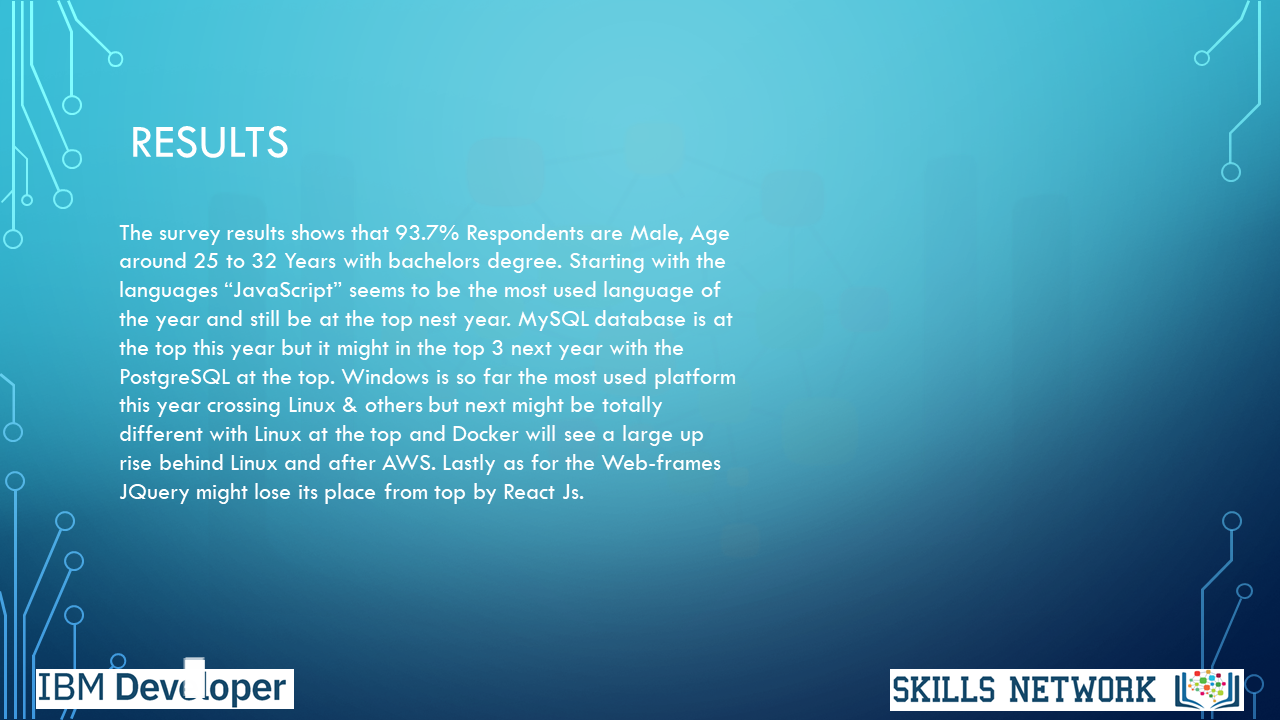 RESULTS
The survey results shows that 93.7% Respondents are Male, Age
around 25 to 32 Years with bachelors degree. Starting with the
languages “JavaScript” seems to be the most used language of
the year and still be at the top nest year. MySQL database is at
the top this year but it might in the top 3 next year with the
PostgreSQL at the top. Windows is so far the most used platform
this year crossing Linux & others but next might be totally
different with Linux at the top and Docker will see a large up
rise behind Linux and after AWS. Lastly as for the Web-frames
JQuery might lose its place from top by React Js.
IBM Developer
SKILLS NETWORK